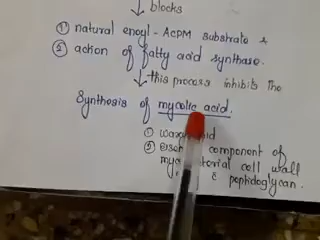 ↓ blocks
① natural enoyl-AcPM substrate &
② action of fatty acid synthase.
↓ this process inhibits the
Synthesis of mycolic acid.
①
② component of
cell wall
c̄ peptidoglycan.